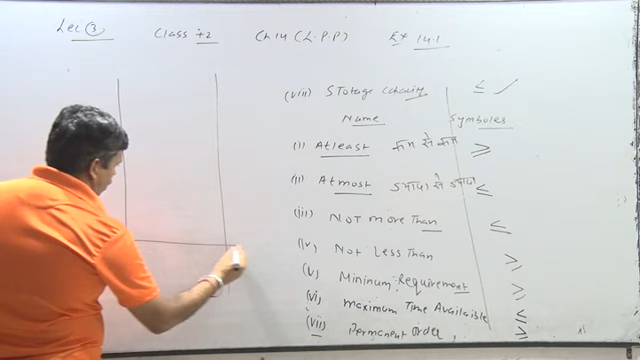 Lec ③ Class +2 Ch 14 (L.P.P) Ex 14.1
(viii) Storage Capacity ≤
Name Symboles
(i) Atleast कम से कम ≥
(ii) Atmost ज्यादा से ज्यादा ≤
(iii) Not more than ≤
(iv) Not Less Than ≥
(v) Mininum Requirement ≥
(vi) maximum Time Available ≤
(vii) Permanent Order ≥